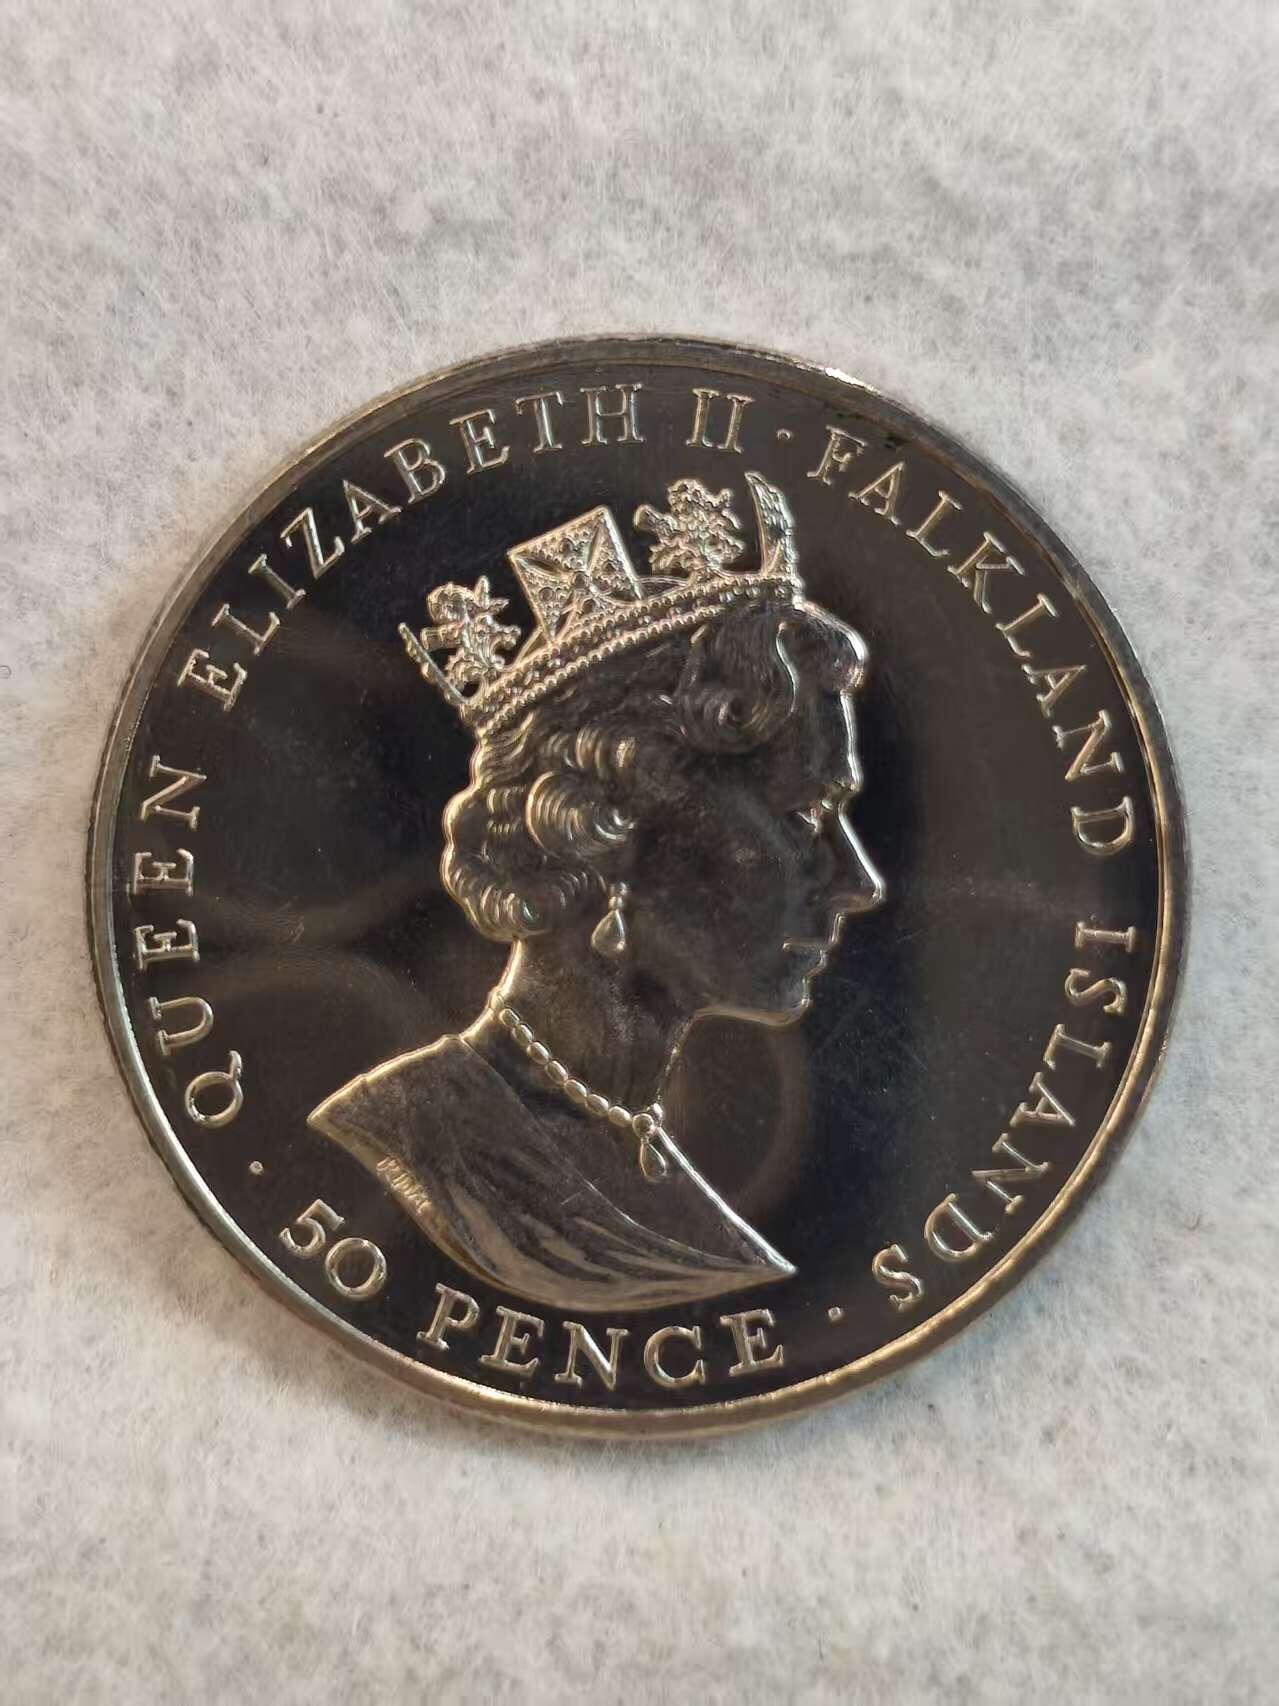 QUEEN ELIZABETH II · FALKLAND ISLANDS ·
50 PENCE ·